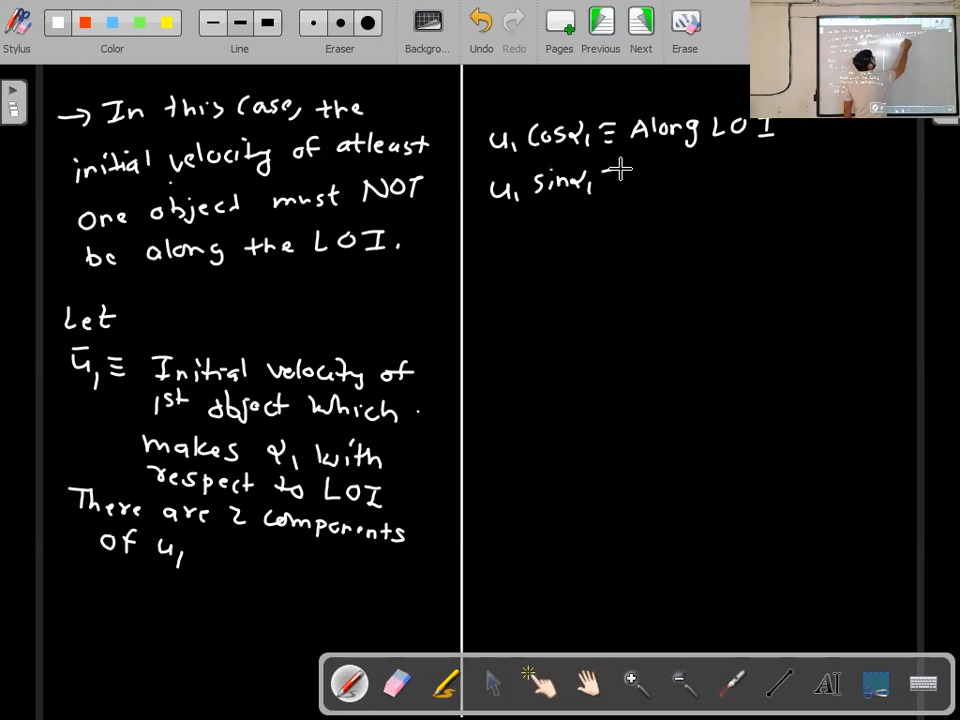 Stylus
Color
Line
Eraser
Backgro...
Undo
Redo
Pages
Previous
Next
Erase
→ In this case, the
initial velocity of atleast
one object must NOT
be along the LOI.
Let
ū₁ ≡ Initial velocity of
1st object which
makes α₁ with
respect to LOI
There are 2 components
of u₁
u₁ cosα₁ ≡ Along LOI
u₁ sinα₁
AI